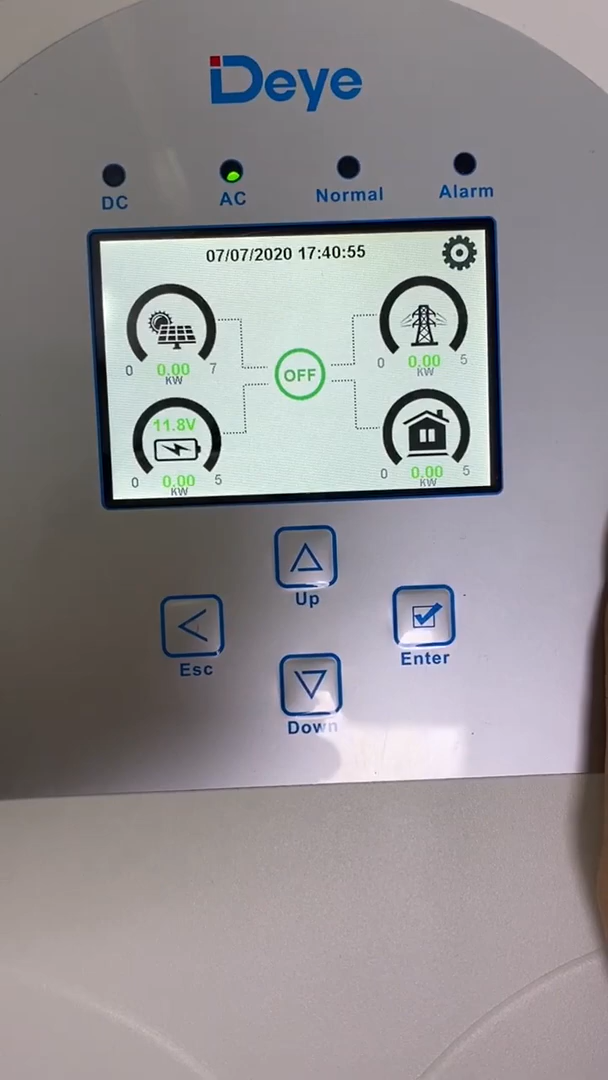 Deye
DC AC Normal Alarm
07/07/2020 17:40:55
0 0.00 7
KW
0 0.00 5
KW
OFF
11.8V
0 0.00 5
KW
0 0.00 5
KW
Up
Esc
Enter
Down